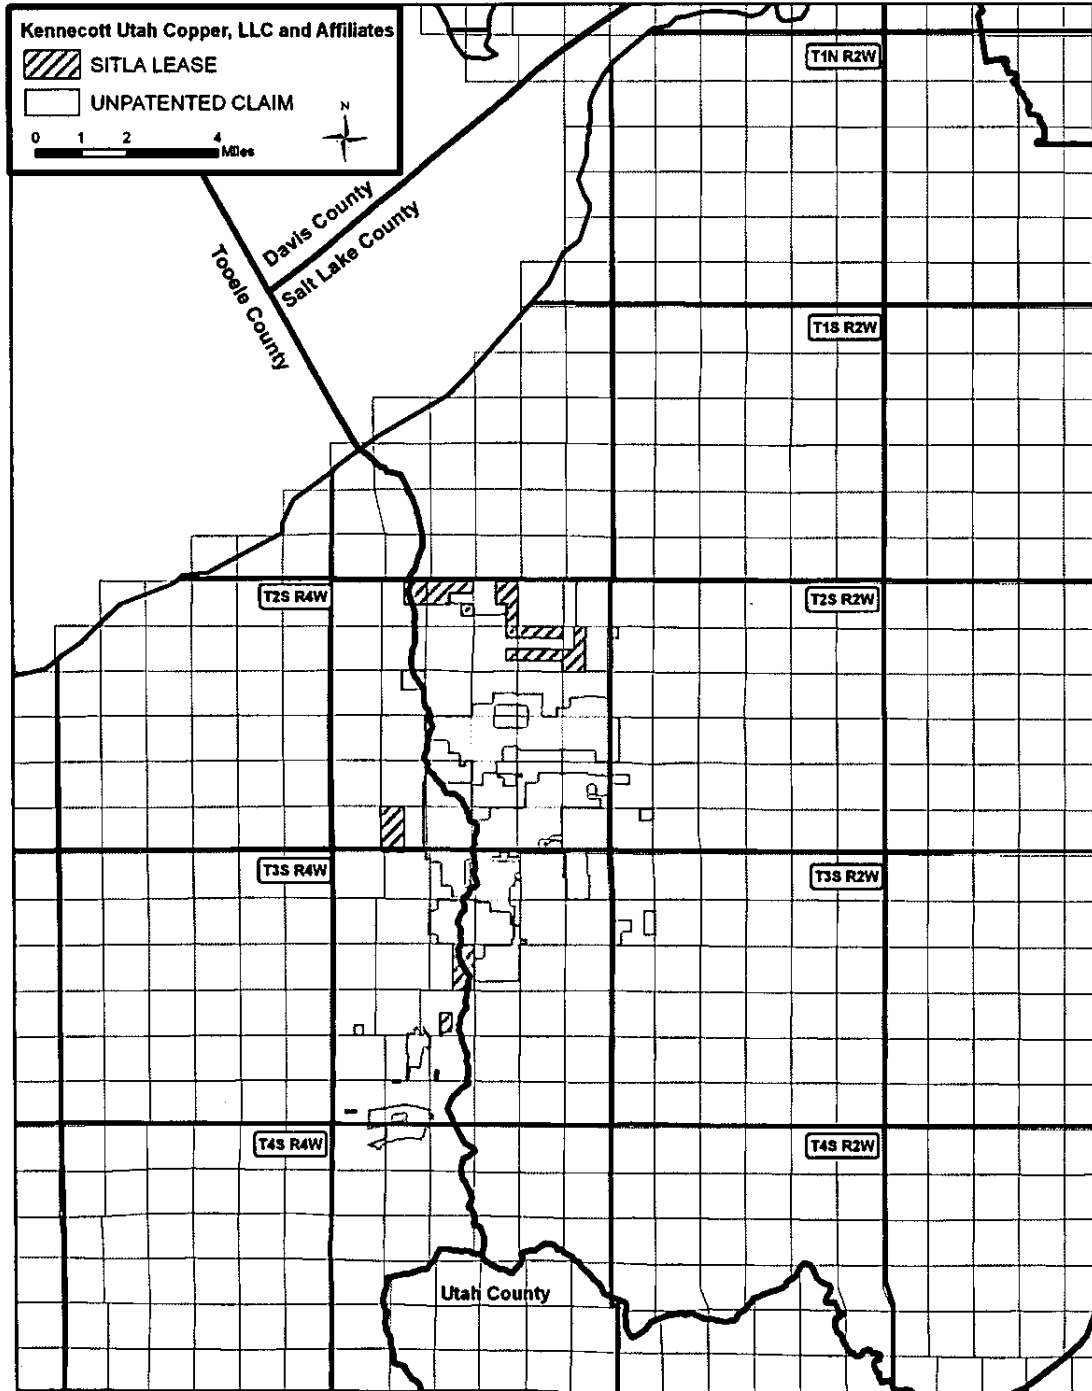 Kennecott Utah Copper, LLC and Affiliates
SITLA LEASE
UNPATENTED CLAIM
N
0 1 2 4
Miles
T1N R2W
Davis County
Salt Lake County
Tooele County
T1S R2W
T2S R4W
T2S R2W
T3S R4W
T3S R2W
T4S R4W
T4S R2W
Utah County